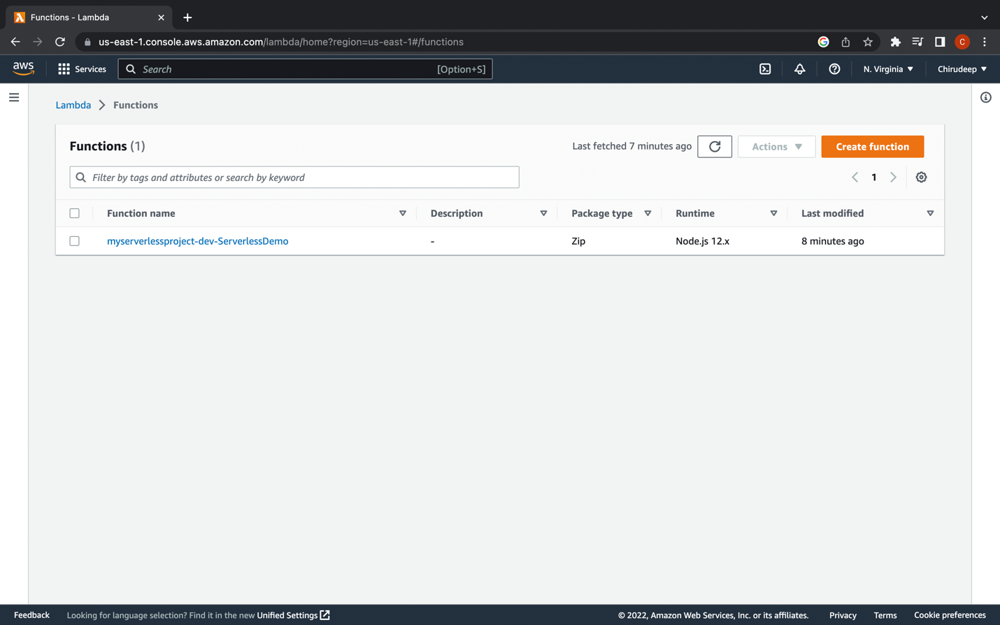 Functions - Lambda
us-east-1.console.aws.amazon.com/lambda/home?region=us-east-1#/functions
C
aws Services Search [Option+S] N. Virginia Chirudeep
Lambda Functions
Functions (1) Last fetched 7 minutes ago Actions Create function
Filter by tags and attributes or search by keyword 1
Function name Description Package type Runtime Last modified
myserverlessproject-dev-ServerlessDemo - Zip Node.js 12.x 8 minutes ago
Feedback Looking for language selection? Find it in the new Unified Settings © 2022, Amazon Web Services, Inc. or its affiliates. Privacy Terms Cookie preferences